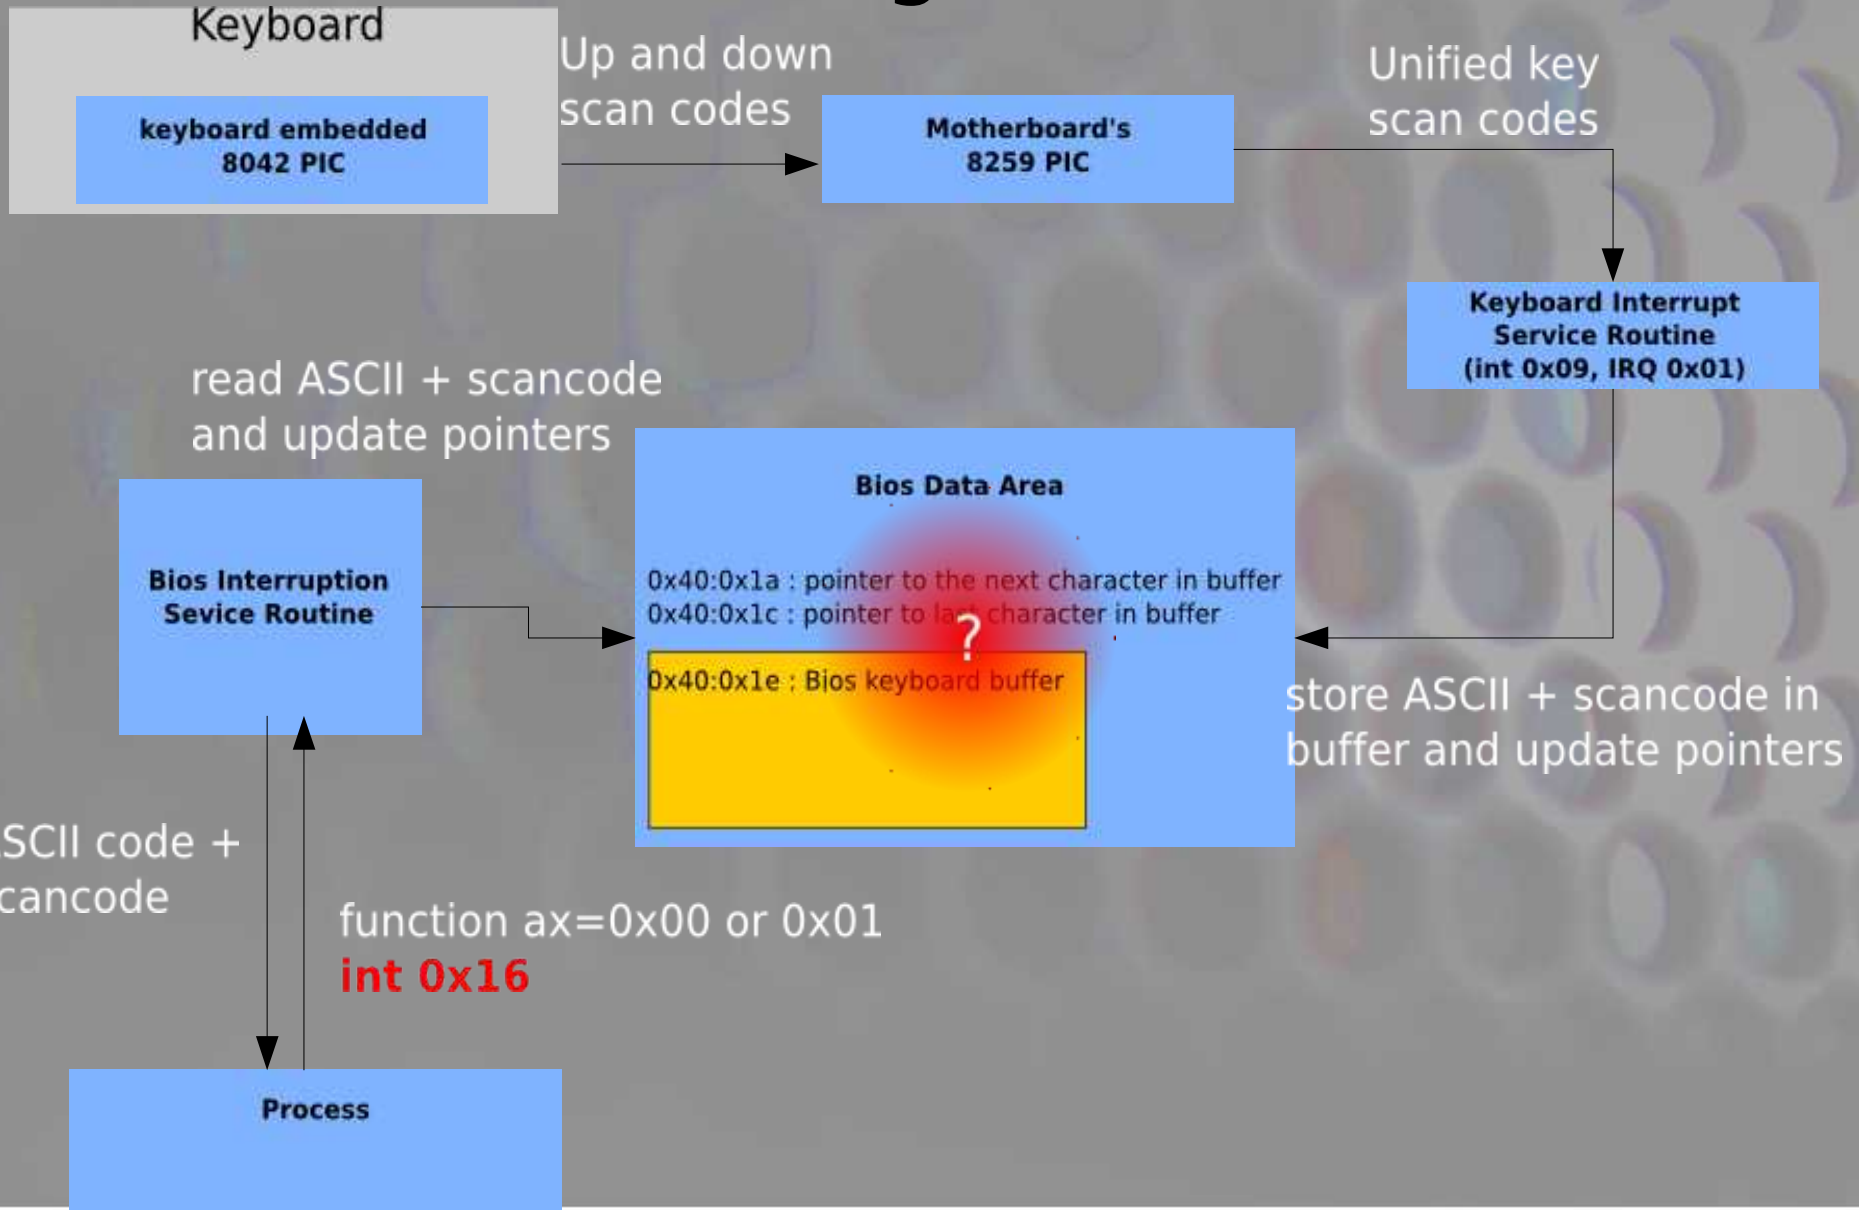 Keyboard
keyboard embedded
8042 PIC
Up and down
scan codes
Motherboard's
8259 PIC
Unified key
scan codes
Keyboard Interrupt
Service Routine
(int 0x09, IRQ 0x01)
read ASCII + scancode
and update pointers
Bios Data Area
0x40:0x1a : pointer to the next character in buffer
0x40:0x1c : pointer to last character in buffer
?
0x40:0x1e : Bios keyboard buffer
Bios Interruption
Sevice Routine
store ASCII + scancode in
buffer and update pointers
SCII code +
cancode
function ax=0x00 or 0x01
int 0x16
Process